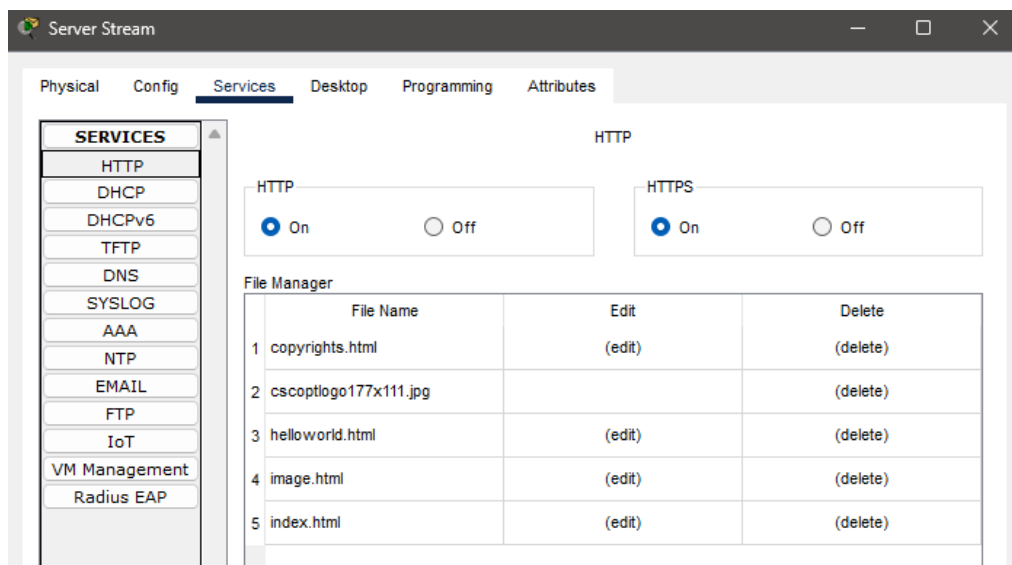 Server Stream
Physical Config Services Desktop Programming Attributes
SERVICES
HTTP
DHCP
DHCPv6
TFTP
DNS
SYSLOG
AAA
NTP
EMAIL
FTP
IoT
VM Management
Radius EAP
HTTP
HTTP
On Off
HTTPS
On Off
File Manager
File Name Edit Delete
1 copyrights.html (edit) (delete)
2 cscoptlogo177x111.jpg (delete)
3 helloworld.html (edit) (delete)
4 image.html (edit) (delete)
5 index.html (edit) (delete)